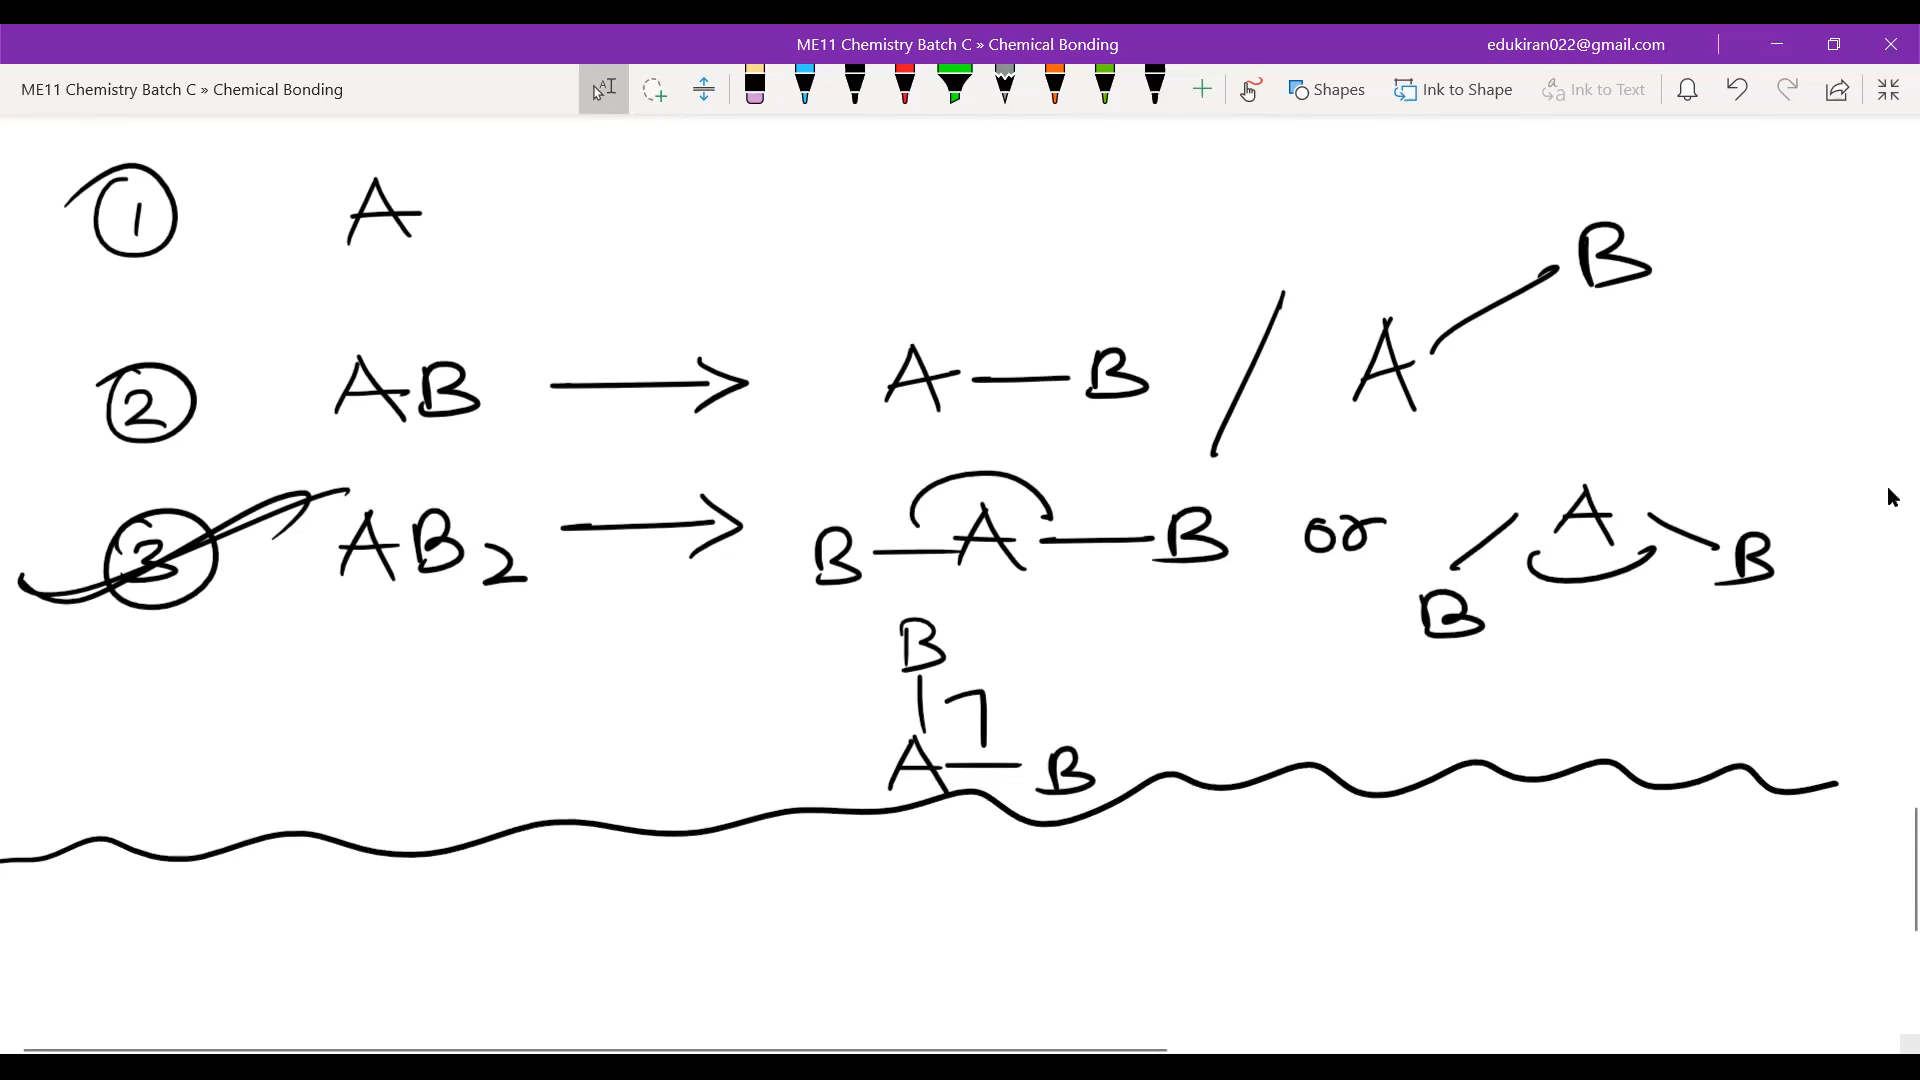 ME11 Chemistry Batch C » Chemical Bonding
edukiran022@gmail.com
ME11 Chemistry Batch C » Chemical Bonding
Shapes
Ink to Shape
Ink to Text
1 A
2 AB → A — B / A — B
3 AB2 → B — A — B or B A B
B
A — B